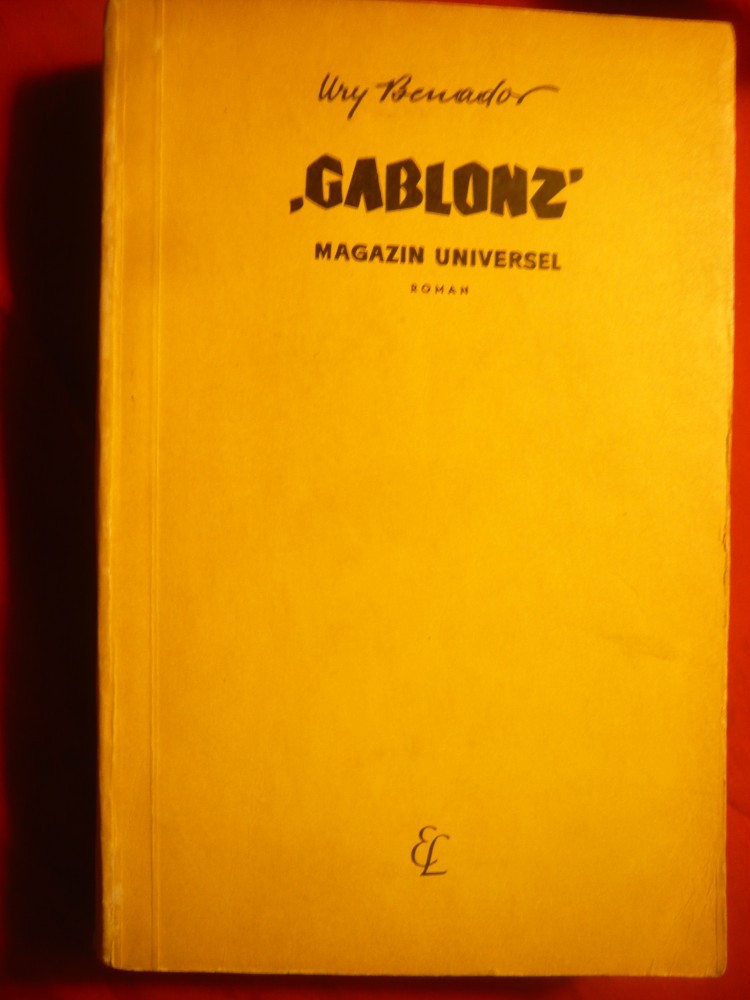 Ury Benador
‚GABLONZ’
MAGAZIN UNIVERSEL
ROMAN
EL